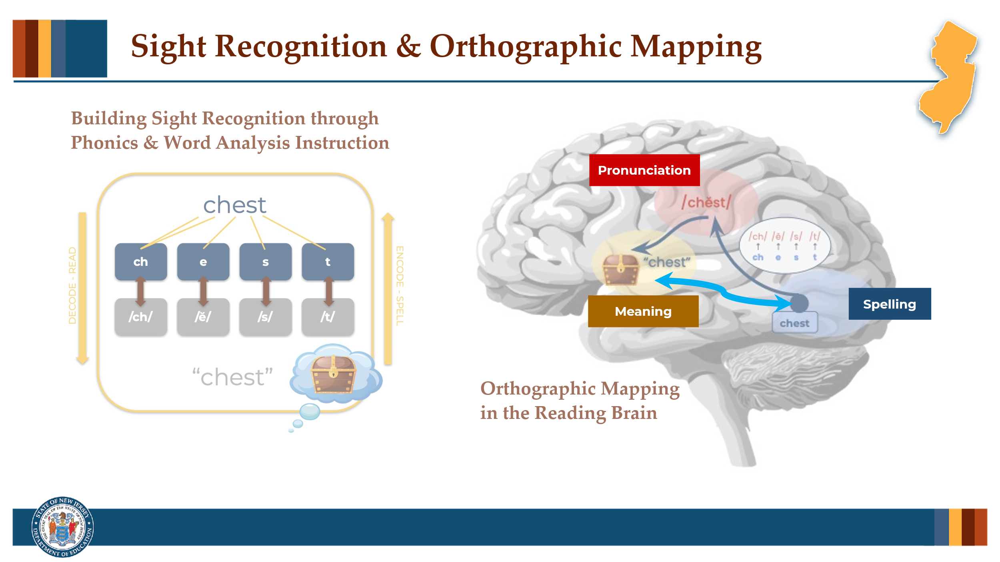 Sight Recognition & Orthographic Mapping
Building Sight Recognition through
Phonics & Word Analysis Instruction
chest
ch e s t
/ch/ /ĕ/ /s/ /t/
"chest"
DECODE - READ
ENCODE - SPELL
Pronunciation
/chĕst/
/ch/ /ē/ /s/ /t/
ch e s t
"chest"
Meaning
Spelling
chest
Orthographic Mapping
in the Reading Brain
STATE OF NEW JERSEY
DEPARTMENT OF EDUCATION
THE GREAT SEAL OF THE STATE OF NEW JERSEY